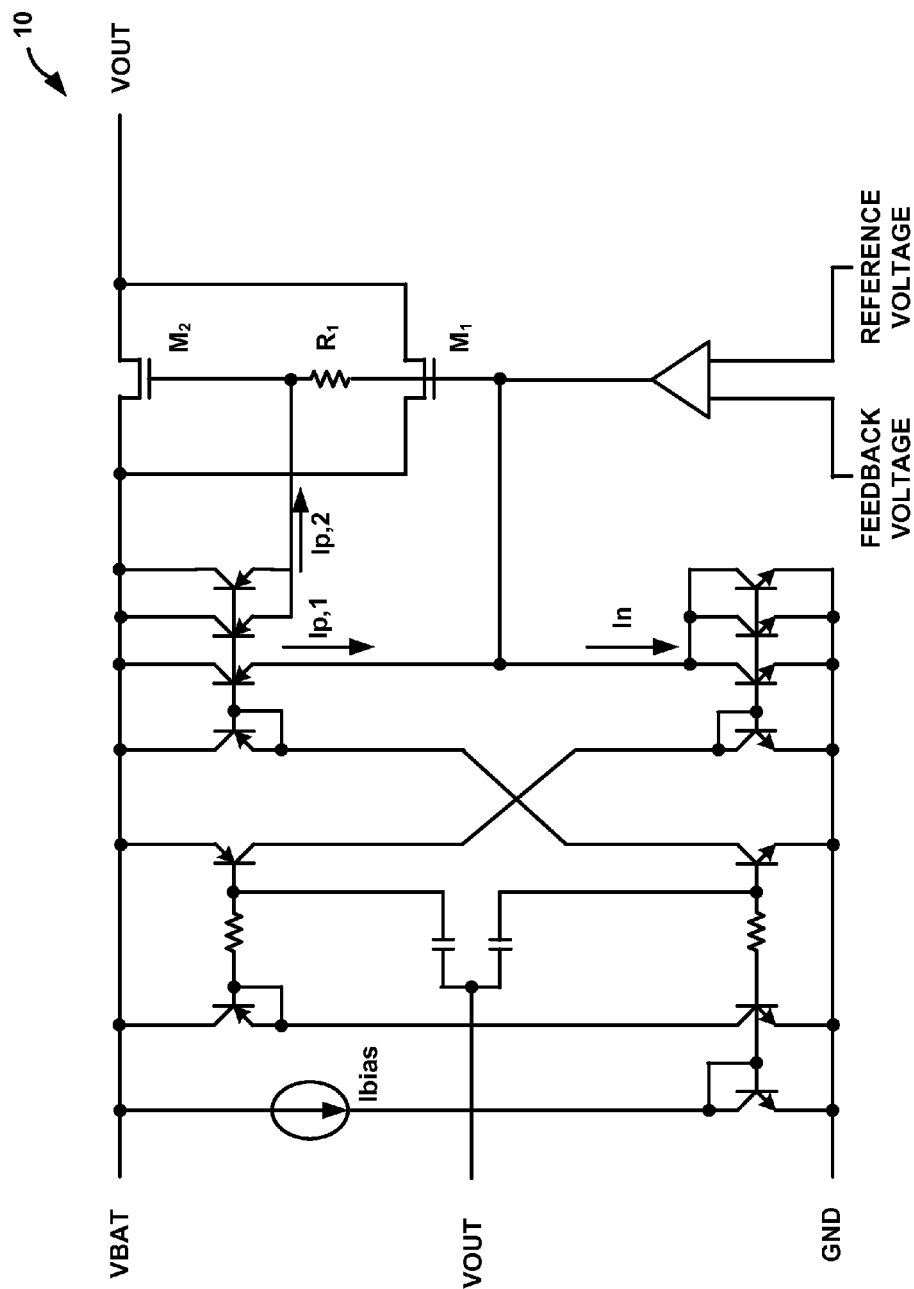 10
VOUT
M2
R1
M1
Ip,2
Ip,1
In
Ibias
REFERENCE
VOLTAGE
FEEDBACK
VOLTAGE
VBAT
VOUT
GND